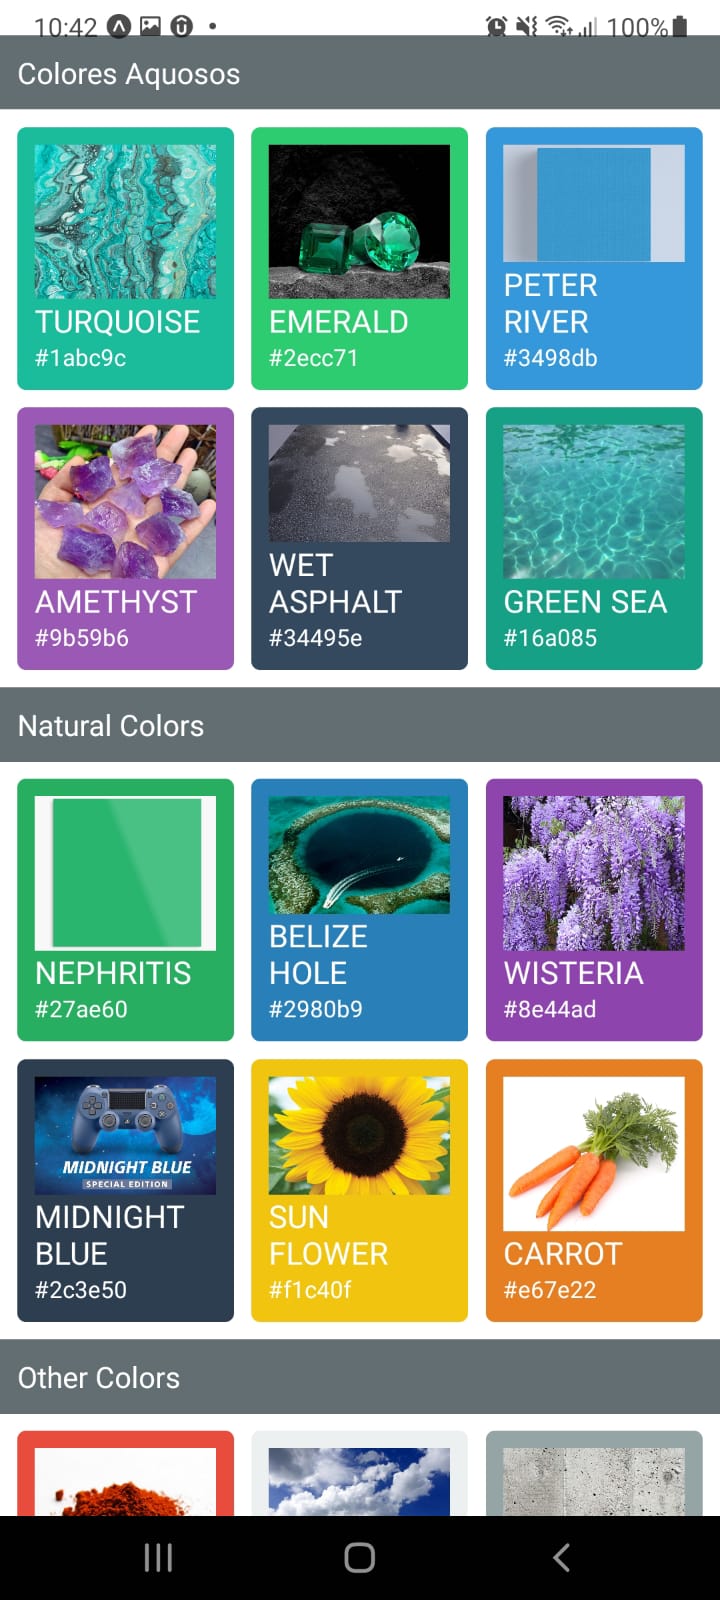 10:42
100%
Colores Aquosos
TURQUOISE
#1abc9c
EMERALD
#2ecc71
PETER
RIVER
#3498db
AMETHYST
#9b59b6
WET
ASPHALT
#34495e
GREEN SEA
#16a085
Natural Colors
NEPHRITIS
#27ae60
BELIZE
HOLE
#2980b9
WISTERIA
#8e44ad
MIDNIGHT BLUE
SPECIAL EDITION
MIDNIGHT
BLUE
#2c3e50
SUN
FLOWER
#f1c40f
CARROT
#e67e22
Other Colors